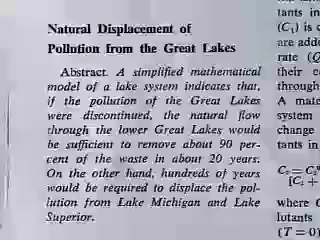 Natural Displacement of
Pollution from the Great Lakes
Abstract. A simplified mathematical
model of a lake system indicates that,
if the pollution of the Great Lakes
were discontinued, the natural flow
through the lower Great Lakes would
be sufficient to remove about 90 per-
cent of the waste in about 20 years.
On the other hand, hundreds of years
would be required to displace the pol-
lution from Lake Michigan and Lake
Superior.
tants in
(C₁) is c
are adde
rate (Q
their c
through
A mate
system
change
tants in
where C
lutants
(T = 0)